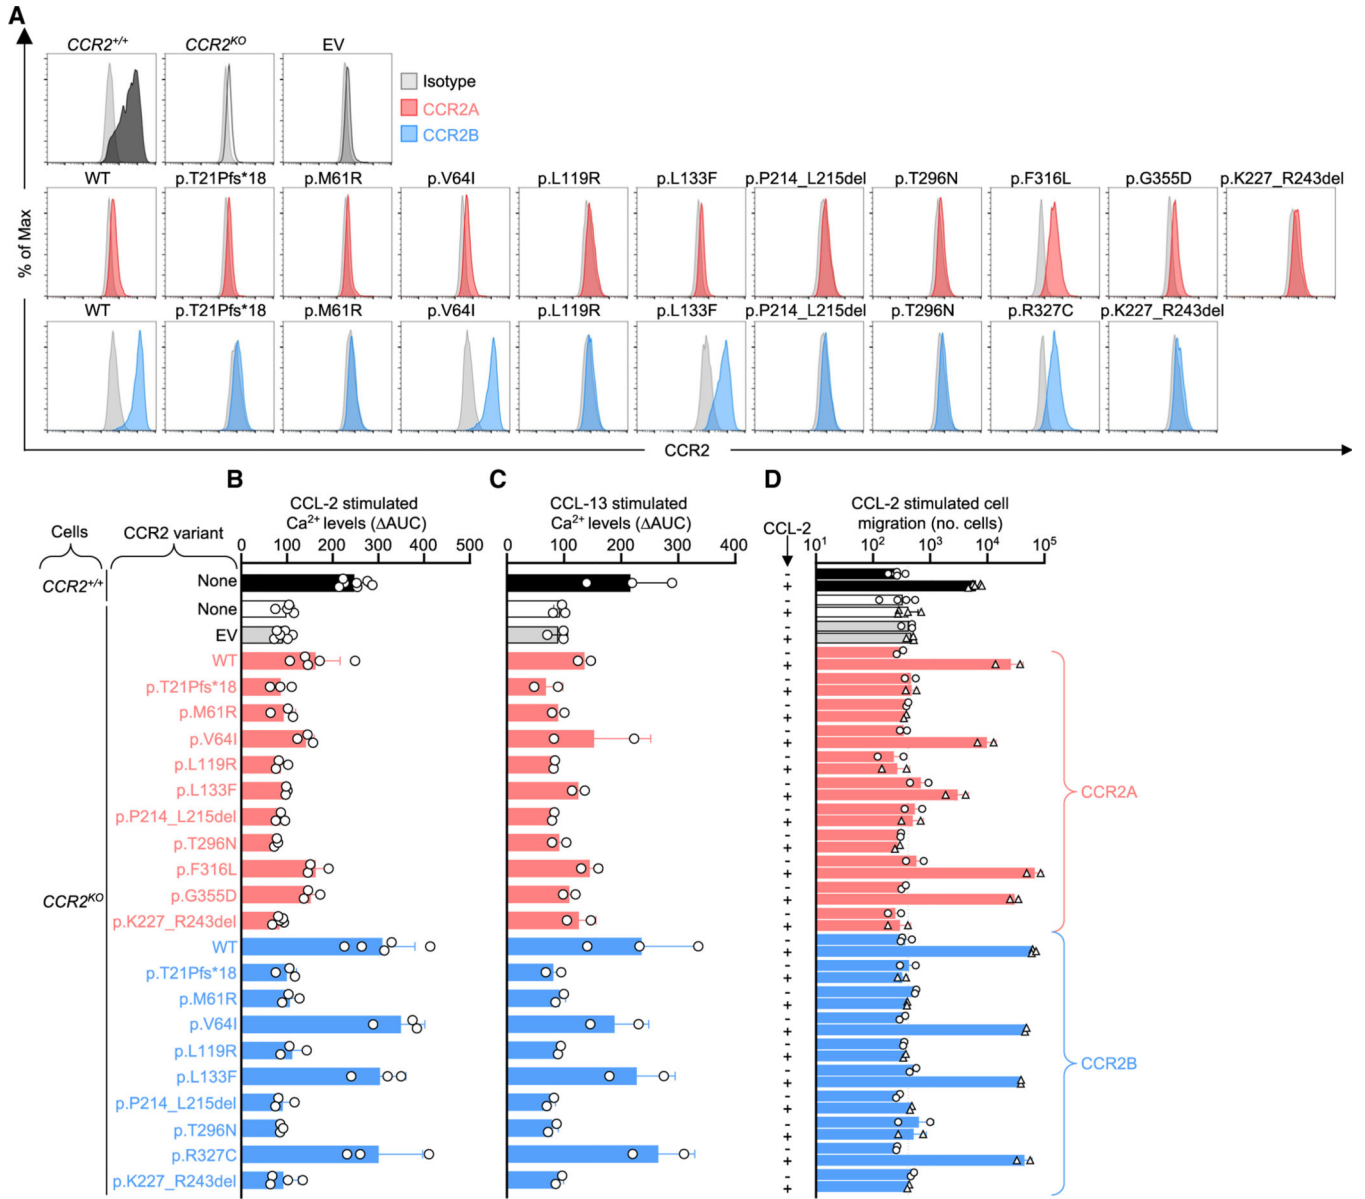 A
CCR2+/+ CCR2KO EV
Isotype
CCR2A
CCR2B
WT p.T21Pfs*18 p.M61R p.V64I p.L119R p.L133F p.P214_L215del p.T296N p.F316L p.G355D p.K227_R243del
% of Max
WT p.T21Pfs*18 p.M61R p.V64I p.L119R p.L133F p.P214_L215del p.T296N p.R327C p.K227_R243del
CCR2
B C D
CCL-2 stimulated Ca2+ levels (ΔAUC)
CCL-13 stimulated Ca2+ levels (ΔAUC)
CCL-2 stimulated cell migration (no. cells)
Cells CCR2 variant CCL-2
0 100 200 300 400 500 0 100 200 300 400 10¹ 10² 10³ 10⁴ 10⁵
CCR2+/+ None -
+
None -
+
EV -
+
WT -
+
p.T21Pfs*18 -
+
p.M61R -
+
p.V64I -
+
p.L119R -
+
p.L133F -
+
CCR2A
p.P214_L215del -
+
p.T296N -
+
p.F316L -
+
p.G355D -
+
CCR2KO
p.K227_R243del -
+
WT -
+
p.T21Pfs*18 -
+
p.M61R -
+
p.V64I -
+
p.L119R -
+
CCR2B
p.L133F -
+
p.P214_L215del -
+
p.T296N -
+
p.R327C -
+
p.K227_R243del -
+